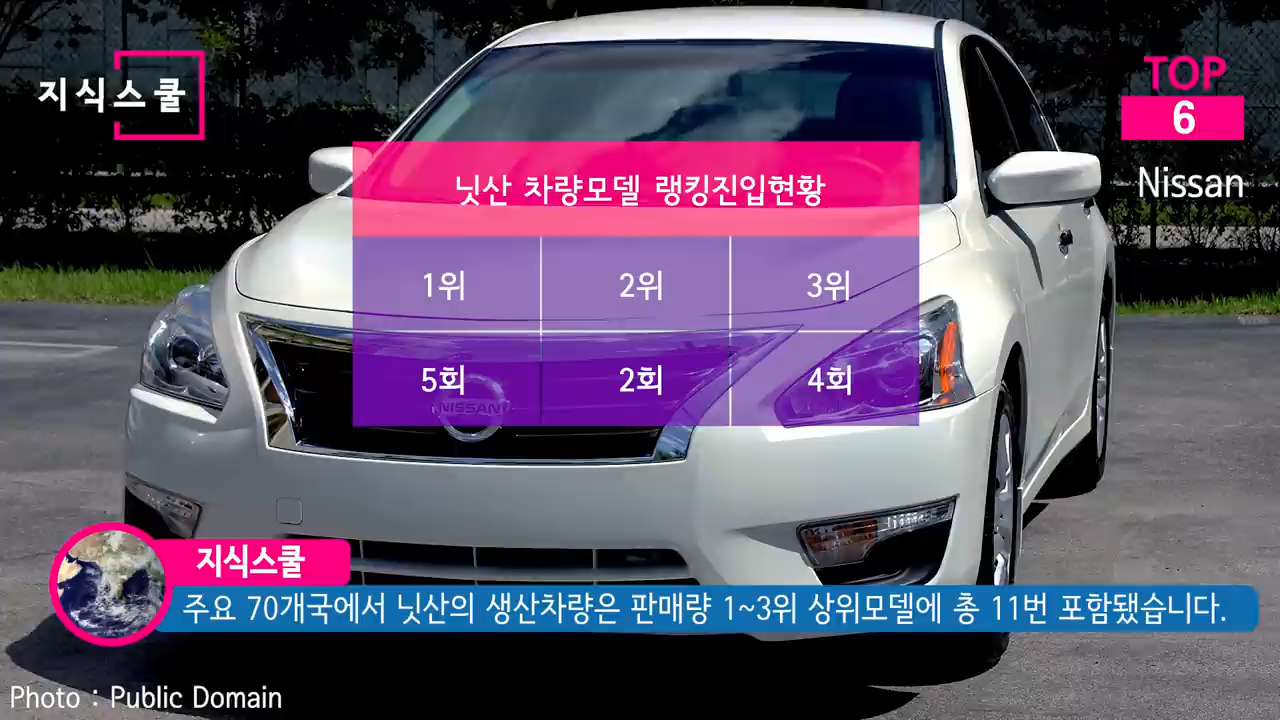 지식스쿨
TOP
6
Nissan
닛산 차량모델 랭킹진입현황
1위 2위 3위
5회 2회 4회
NISSAN
지식스쿨
주요 70개국에서 닛산의 생산차량은 판매량 1~3위 상위모델에 총 11번 포함됐습니다.
Photo : Public Domain